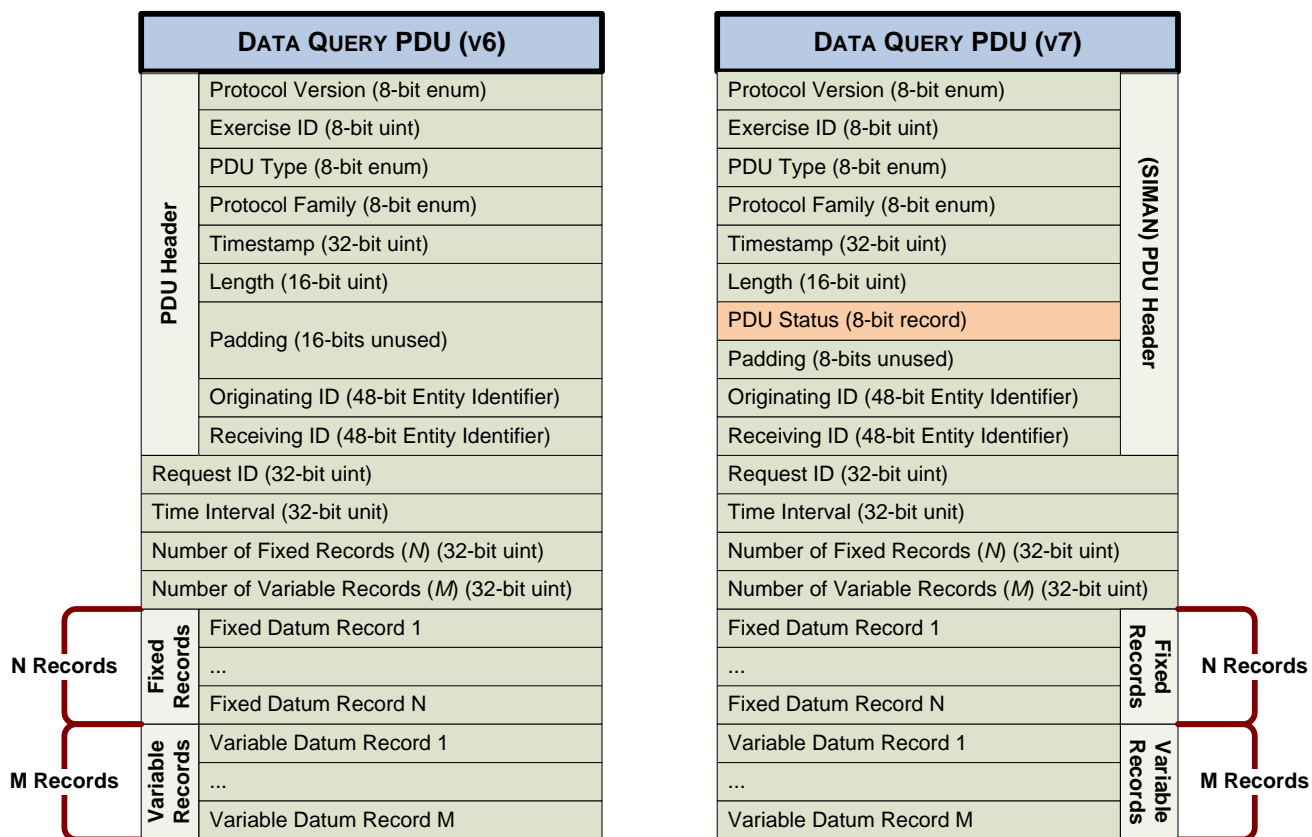 DATA QUERY PDU (V6)
PDU Header
Protocol Version (8-bit enum)
Exercise ID (8-bit uint)
PDU Type (8-bit enum)
Protocol Family (8-bit enum)
Timestamp (32-bit uint)
Length (16-bit uint)
Padding (16-bits unused)
Originating ID (48-bit Entity Identifier)
Receiving ID (48-bit Entity Identifier)
Request ID (32-bit uint)
Time Interval (32-bit unit)
Number of Fixed Records (N) (32-bit uint)
Number of Variable Records (M) (32-bit uint)
N Records
Fixed
Records
Fixed Datum Record 1
...
Fixed Datum Record N
M Records
Variable
Records
Variable Datum Record 1
...
Variable Datum Record M
DATA QUERY PDU (V7)
Protocol Version (8-bit enum)
Exercise ID (8-bit uint)
PDU Type (8-bit enum)
Protocol Family (8-bit enum)
Timestamp (32-bit uint)
Length (16-bit uint)
PDU Status (8-bit record)
Padding (8-bits unused)
Originating ID (48-bit Entity Identifier)
Receiving ID (48-bit Entity Identifier)
(SIMAN) PDU Header
Request ID (32-bit uint)
Time Interval (32-bit unit)
Number of Fixed Records (N) (32-bit uint)
Number of Variable Records (M) (32-bit uint)
Fixed Datum Record 1
...
Fixed Datum Record N
Fixed
Records
N Records
Variable Datum Record 1
...
Variable Datum Record M
Variable
Records
M Records